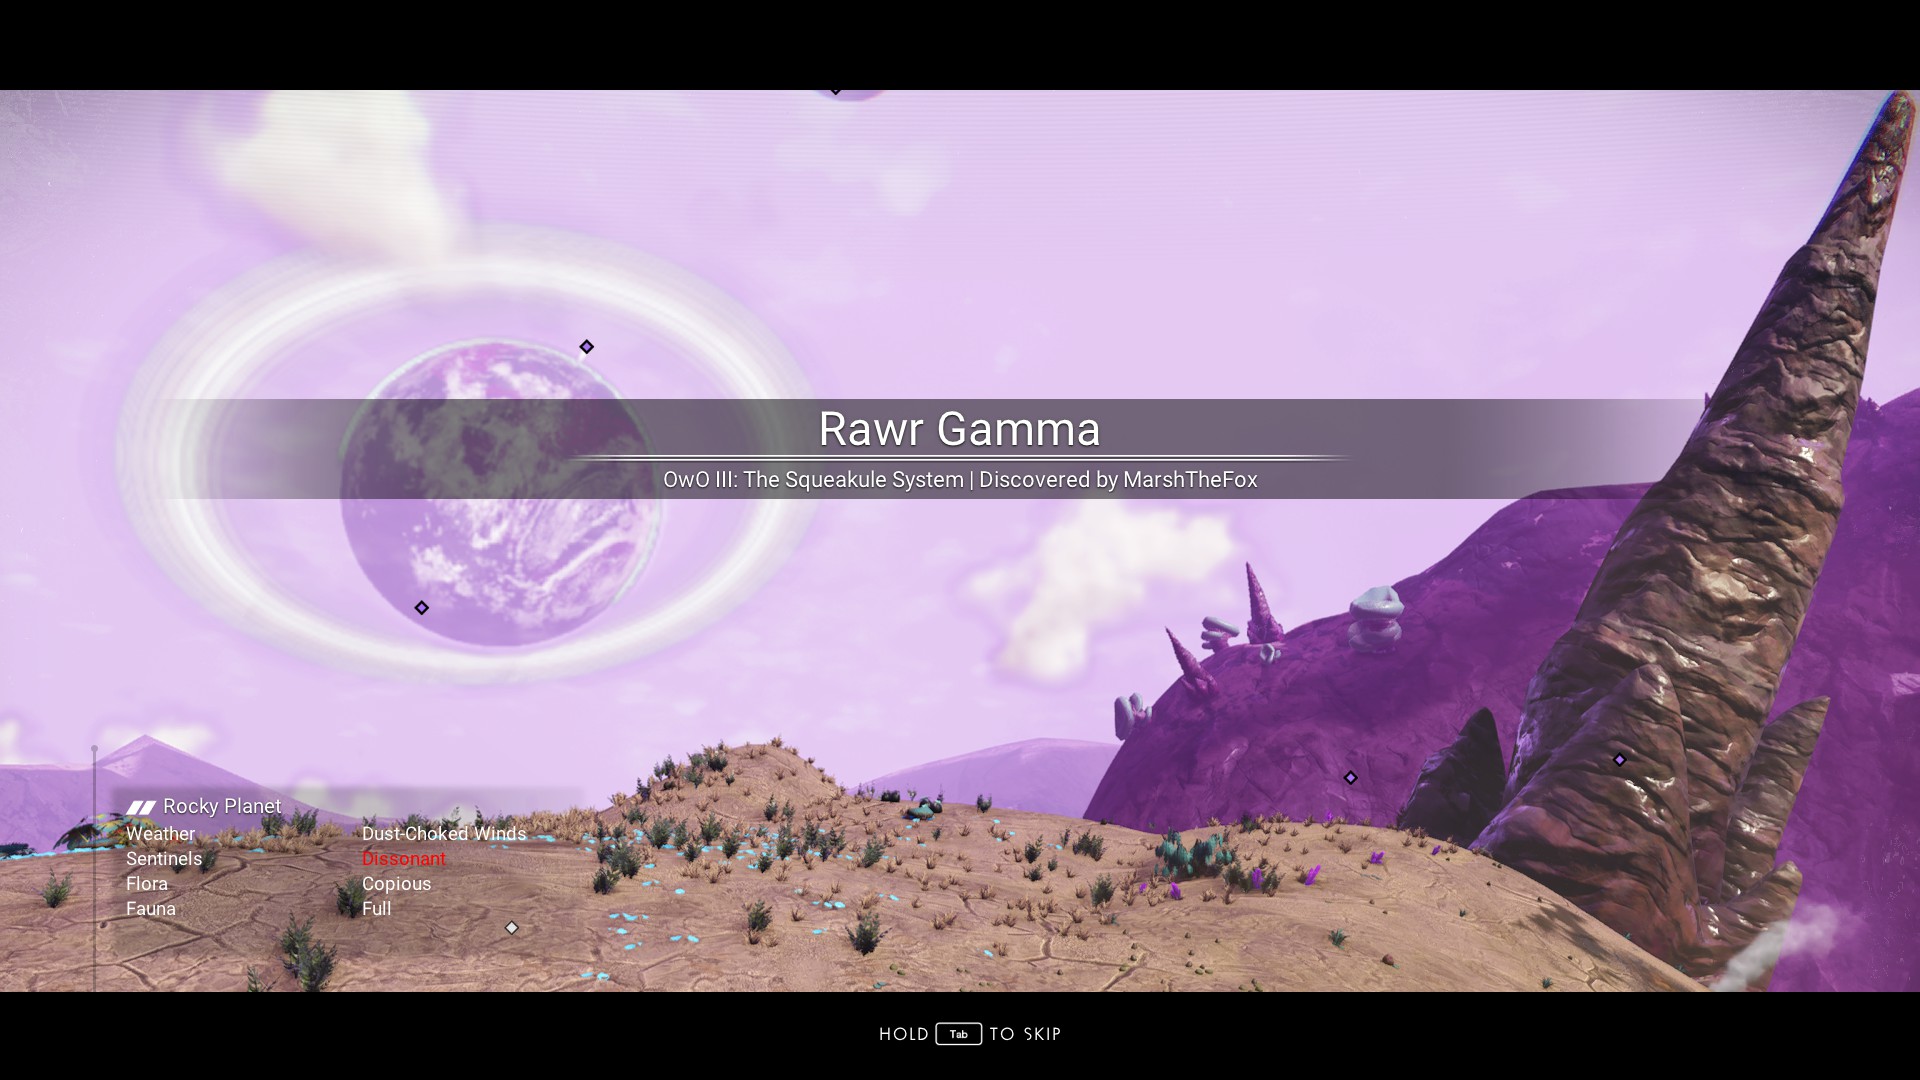 Rawr Gamma
OwO III: The Squeakule System | Discovered by MarshTheFox
Rocky Planet
Weather Dust-Choked Winds
Sentinels Dissonant
Flora Copious
Fauna Full
HOLD Tab TO SKIP